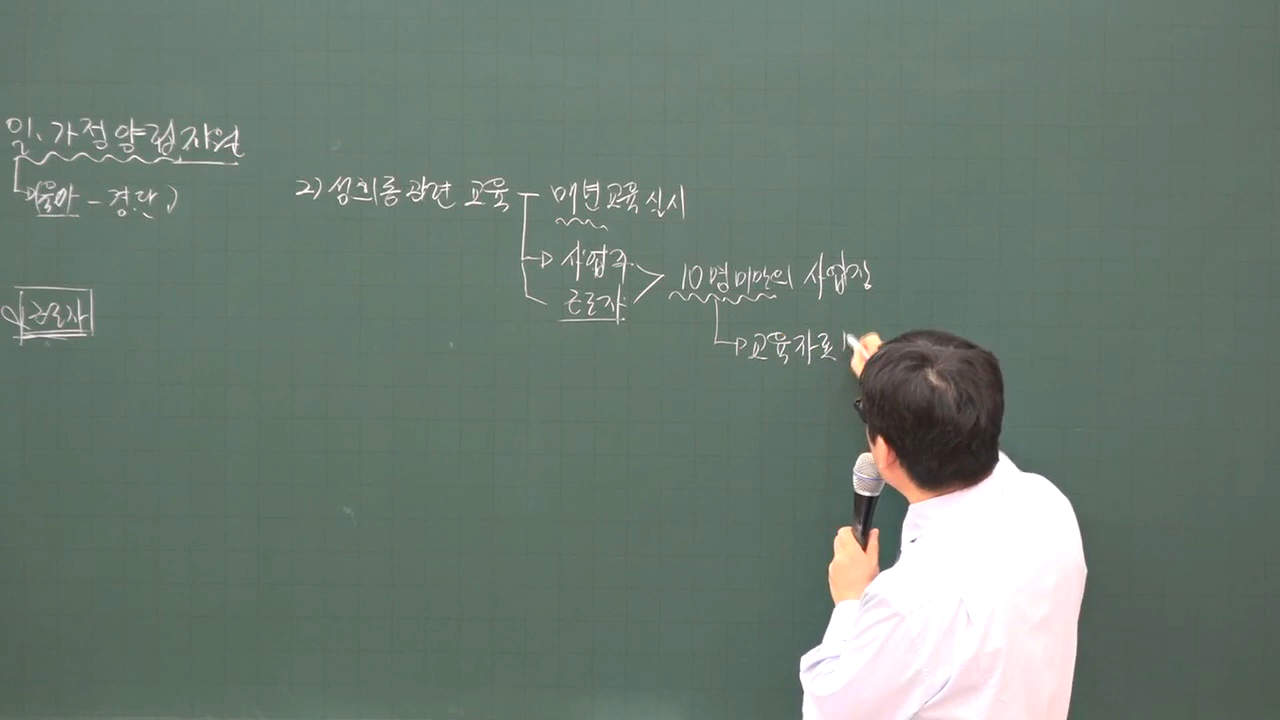 일. 가정양립지원
(육아 - 경단)
근로자
2) 성희롱 관련 교육 - 매년교육실시
사업주
근로자
10명 미만의 사업장
교육자료